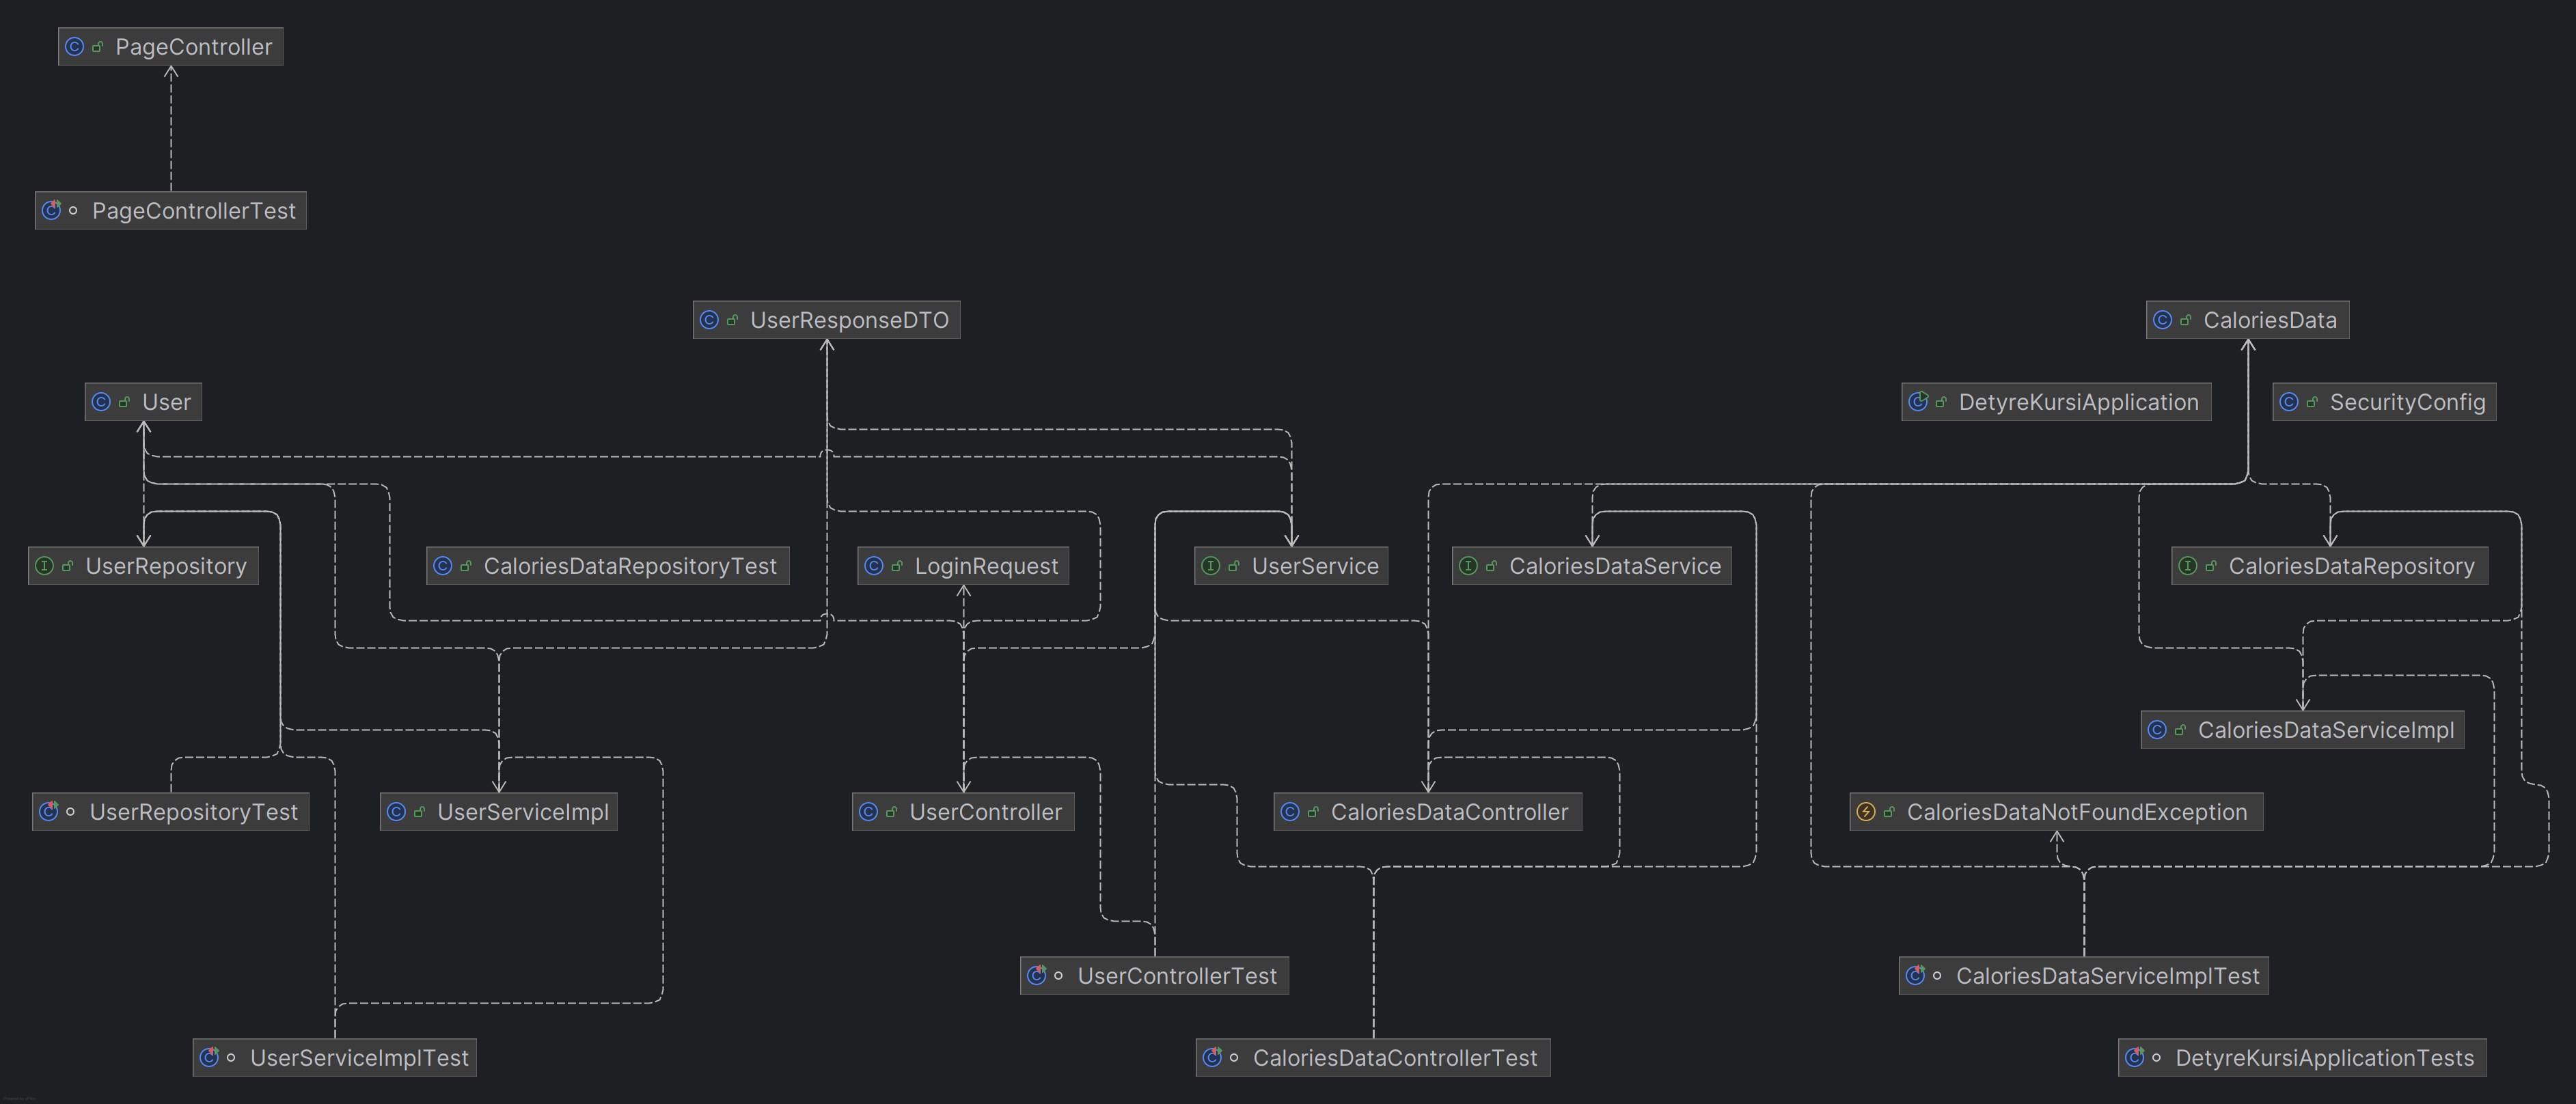 PageController
PageControllerTest
UserResponseDTO
CaloriesData
User
DetyreKursiApplication
SecurityConfig
UserRepository
CaloriesDataRepositoryTest
LoginRequest
UserService
CaloriesDataService
CaloriesDataRepository
CaloriesDataServiceImpl
UserRepositoryTest
UserServiceImpl
UserController
CaloriesDataController
CaloriesDataNotFoundException
UserControllerTest
CaloriesDataServiceImplTest
UserServiceImplTest
CaloriesDataControllerTest
DetyreKursiApplicationTests